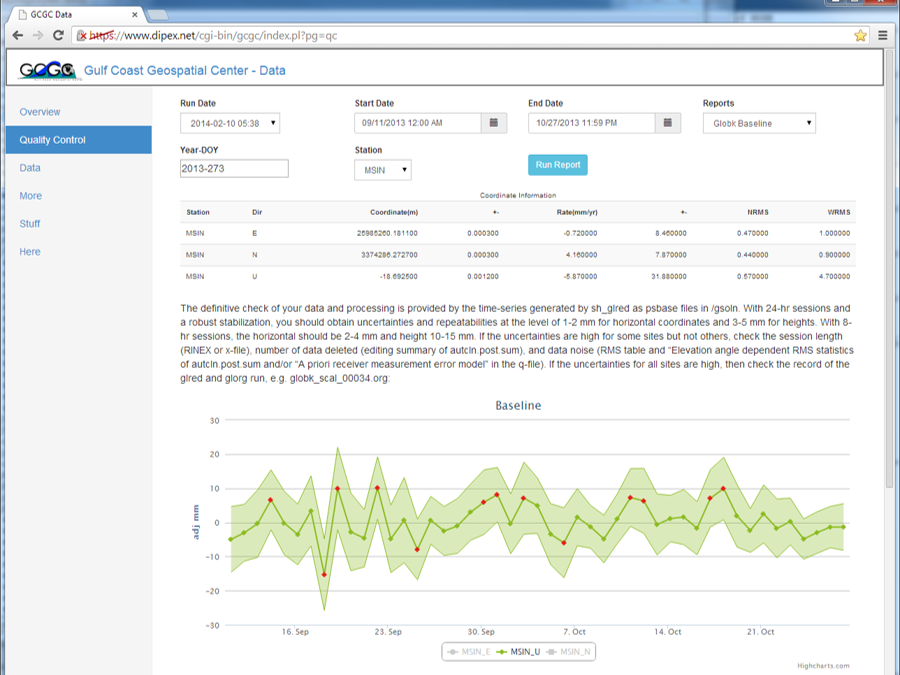 GCGC Data
https://www.dipex.net/cgi-bin/gcgc/index.pl?pg=qc
GCGC Gulf Coast Geospatial Center - Data
Overview
Quality Control
Data
More
Stuff
Here
Run Date Start Date End Date Reports
2014-02-10 05:38 09/11/2013 12:00 AM 10/27/2013 11:59 PM Globk Baseline
Year-DOY Station
2013-273 MSIN Run Report
Coordinate Information
Station Dir Coordinate(m) +- Rate(mm/yr) +- NRMS WRMS
MSIN E 25985260.181100 0.000300 -0.720000 8.460000 0.470000 1.000000
MSIN N 3374286.272700 0.000300 4.160000 7.870000 0.440000 0.900000
MSIN U -18.692600 0.001200 -5.870000 31.880000 0.570000 4.700000
The definitive check of your data and processing is provided by the time-series generated by sh_glred as psbase files in /gsoln. With 24-hr sessions and
a robust stabilization, you should obtain uncertainties and repeatabilities at the level of 1-2 mm for horizontal coordinates and 3-5 mm for heights. With 8-
hr sessions, the horizontal should be 2-4 mm and height 10-15 mm. If the uncertainties are high for some sites but not others, check the session length
(RINEX or x-file), number of data deleted (editing summary of autcln.post.sum), and data noise (RMS table and "Elevation angle dependent RMS statistics
of autcln.post.sum and/or "A priori receiver measurement error model" in the q-file). If the uncertainties for all sites are high, then check the record of the
glred and glorg run, e.g. globk_scal_00034.org:
Baseline
adj mm
30
20
10
0
-10
-20
-30
16. Sep 23. Sep 30. Sep 7. Oct 14. Oct 21. Oct
MSIN_E MSIN_U MSIN_N
Highcharts.com